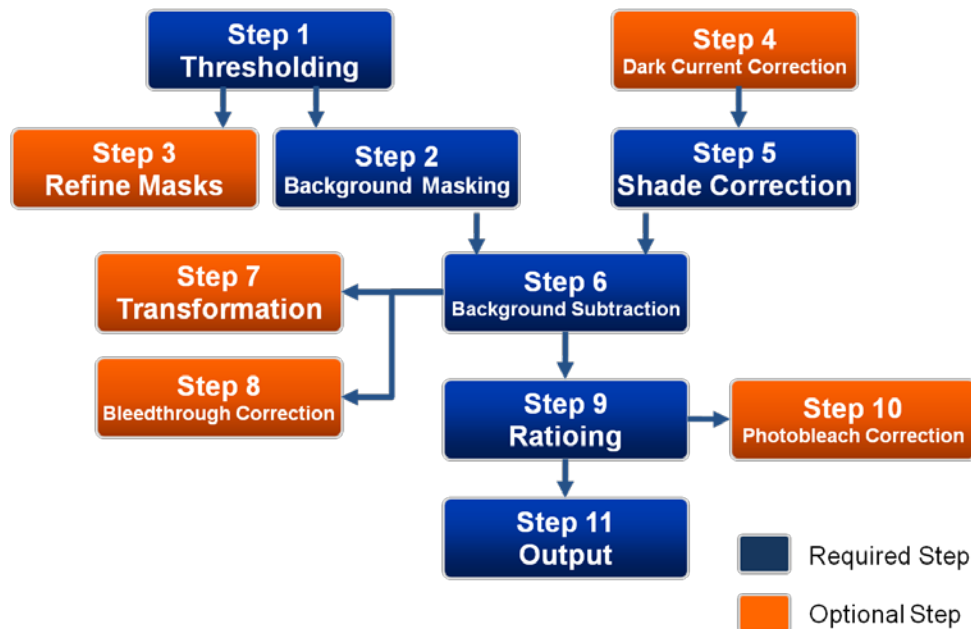 Step 1
Thresholding
Step 4
Dark Current Correction
Step 3
Refine Masks
Step 2
Background Masking
Step 5
Shade Correction
Step 7
Transformation
Step 6
Background Subtraction
Step 8
Bleedthrough Correction
Step 9
Ratioing
Step 10
Photobleach Correction
Step 11
Output
Required Step
Optional Step